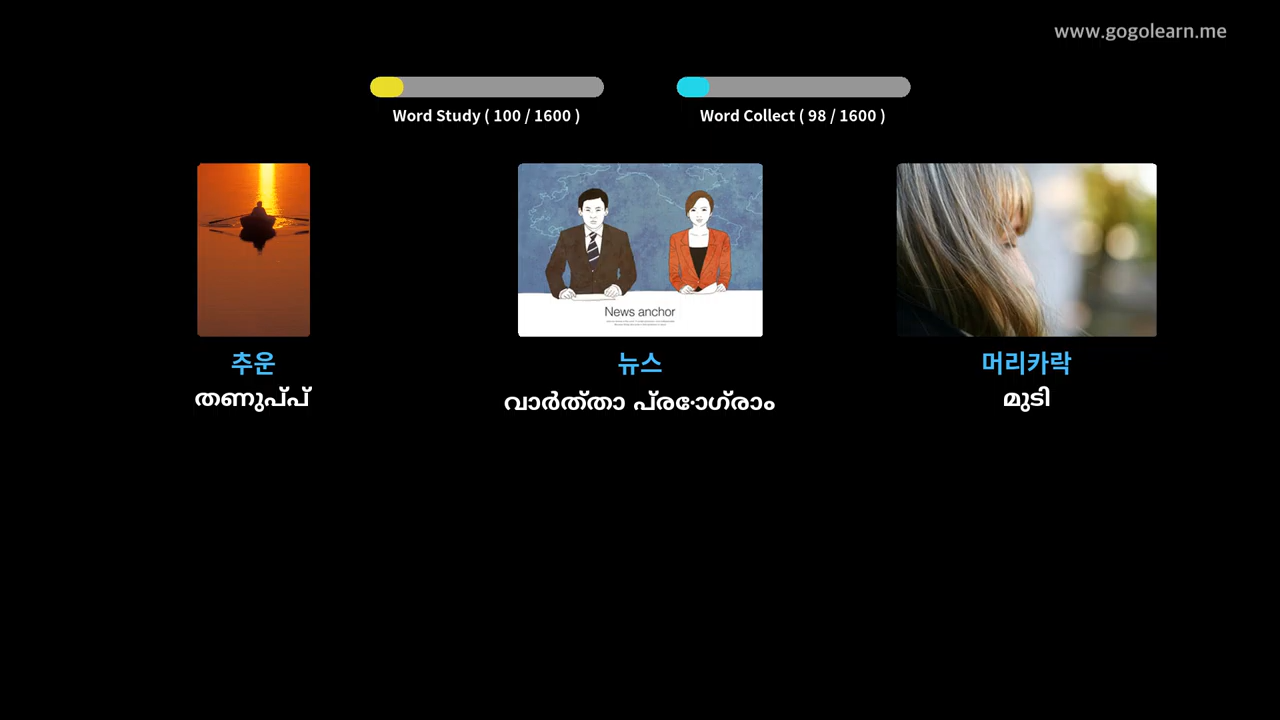 www.gogolearn.me
Word Study ( 100 / 1600 )
Word Collect ( 98 / 1600 )
News anchor
추운
뉴스
머리카락
തണുപ്പ്
വാർത്താ പ്രോഗ്രാം
മുടി